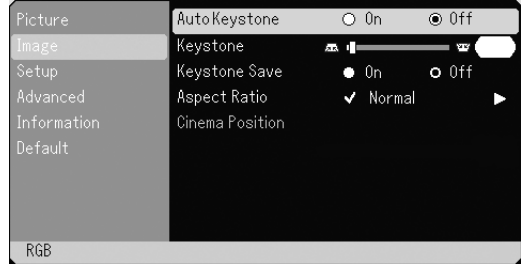 Picture
Image
Setup
Advanced
Information
Default
Auto Keystone On Off
Keystone
Keystone Save On Off
Aspect Ratio Normal
Cinema Position
RGB